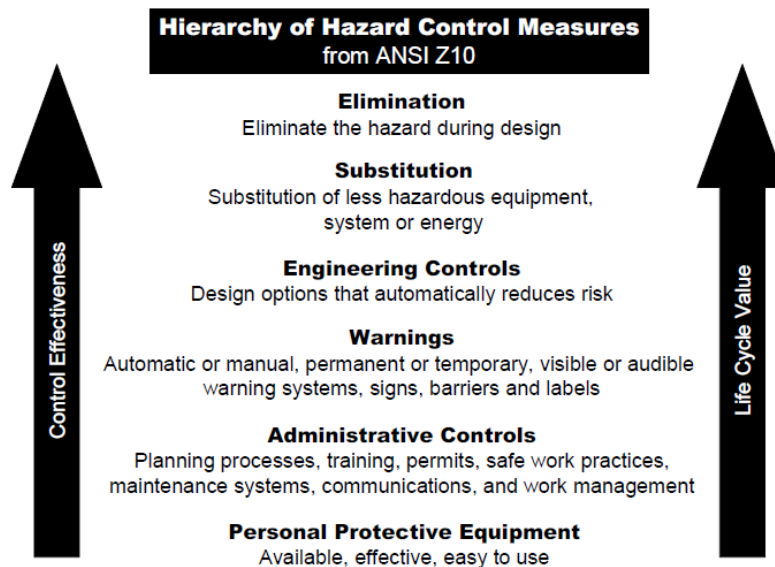 Hierarchy of Hazard Control Measures
from ANSI Z10
Elimination
Eliminate the hazard during design
Substitution
Substitution of less hazardous equipment,
system or energy
Engineering Controls
Design options that automatically reduces risk
Warnings
Automatic or manual, permanent or temporary, visible or audible
warning systems, signs, barriers and labels
Administrative Controls
Planning processes, training, permits, safe work practices,
maintenance systems, communications, and work management
Personal Protective Equipment
Available, effective, easy to use
Control Effectiveness
Life Cycle Value